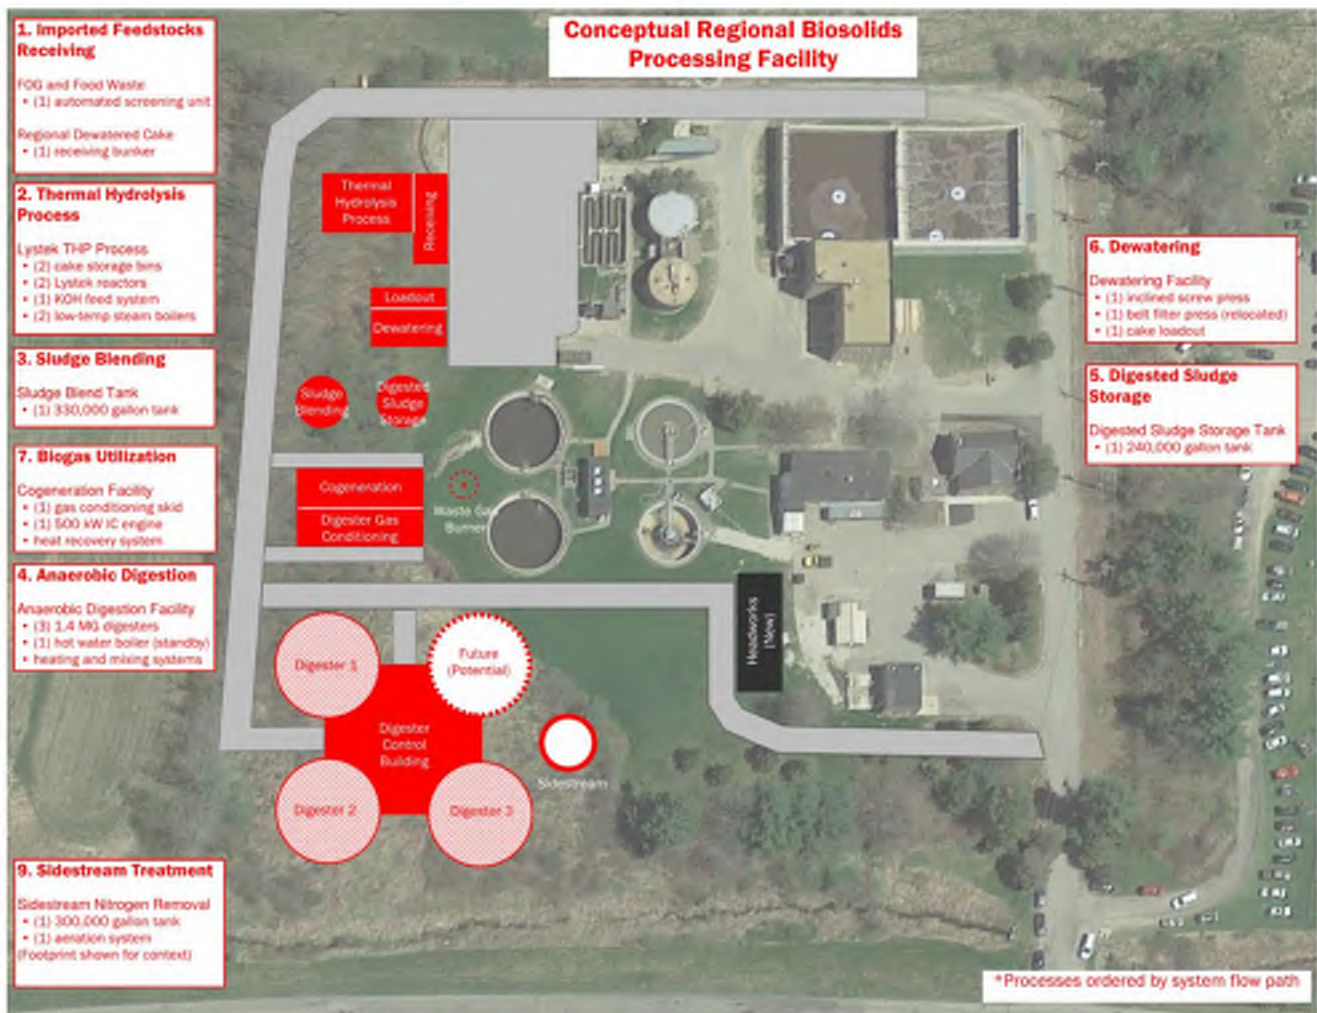 Conceptual Regional Biosolids
Processing Facility
1. Imported Feedstocks
Receiving
FOG and Food Waste
• (1) automated screening unit
Regional Dewatered Cake
• (1) receiving bunker
2. Thermal Hydrolysis
Process
Lystek THP Process
• (2) cake storage bins
• (2) Lystek reactors
• (1) KOH feed system
• (2) low-temp steam boilers
3. Sludge Blending
Sludge Blend Tank
• (1) 330,000 gallon tank
7. Biogas Utilization
Cogeneration Facility
• (1) gas conditioning skid
• (1) 500 kW IC engine
• heat recovery system
4. Anaerobic Digestion
Anaerobic Digestion Facility
• (3) 1.4 MG digesters
• (1) hot water boiler (standby)
• heating and mixing systems
9. Sidestream Treatment
Sidestream Nitrogen Removal
• (1) 300,000 gallon tank
• (1) aeration system
(Footprint shown for context)
Thermal
Hydrolysis
Process
Receiving
Loadout
Dewatering
Sludge
Blending
Digested
Sludge
Storage
Cogeneration
Digester Gas
Conditioning
Waste Gas
Burner
Digester 1
Future
(Potential)
Digester
Control
Building
Digester 2
Digester 3
Sidestream
Headworks
(New)
6. Dewatering
Dewatering Facility
• (1) inclined screw press
• (1) belt filter press (relocated)
• (1) cake loadout
5. Digested Sludge
Storage
Digested Sludge Storage Tank
• (1) 240,000 gallon tank
*Processes ordered by system flow path